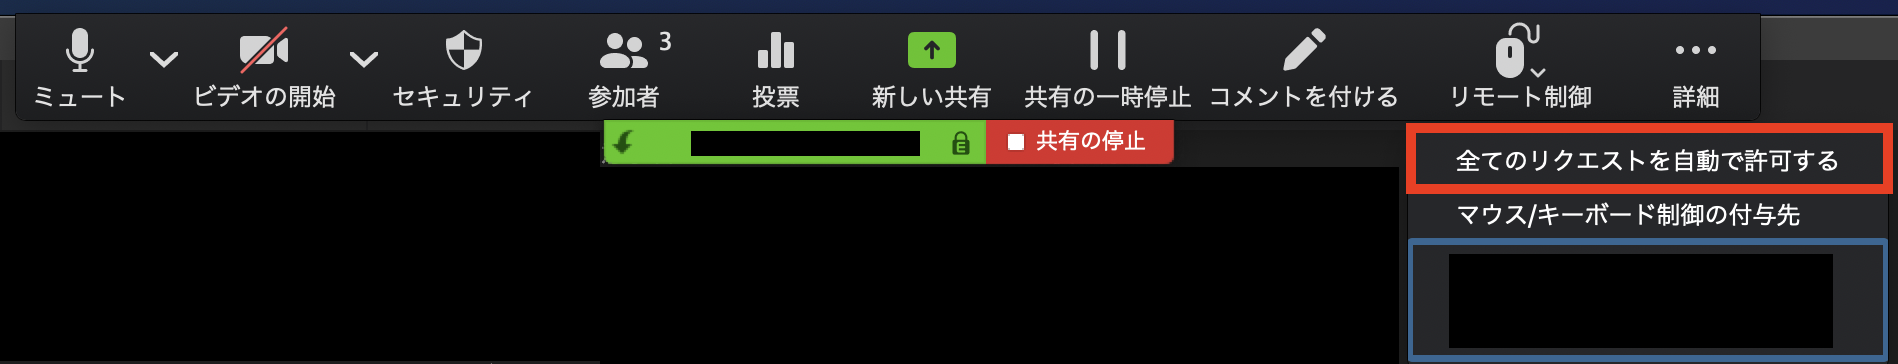 3
ミュート ビデオの開始 セキュリティ 参加者 投票 新しい共有 共有の一時停止 コメントを付ける リモート制御 詳細
共有の停止
全てのリクエストを自動で許可する
マウス/キーボード制御の付与先